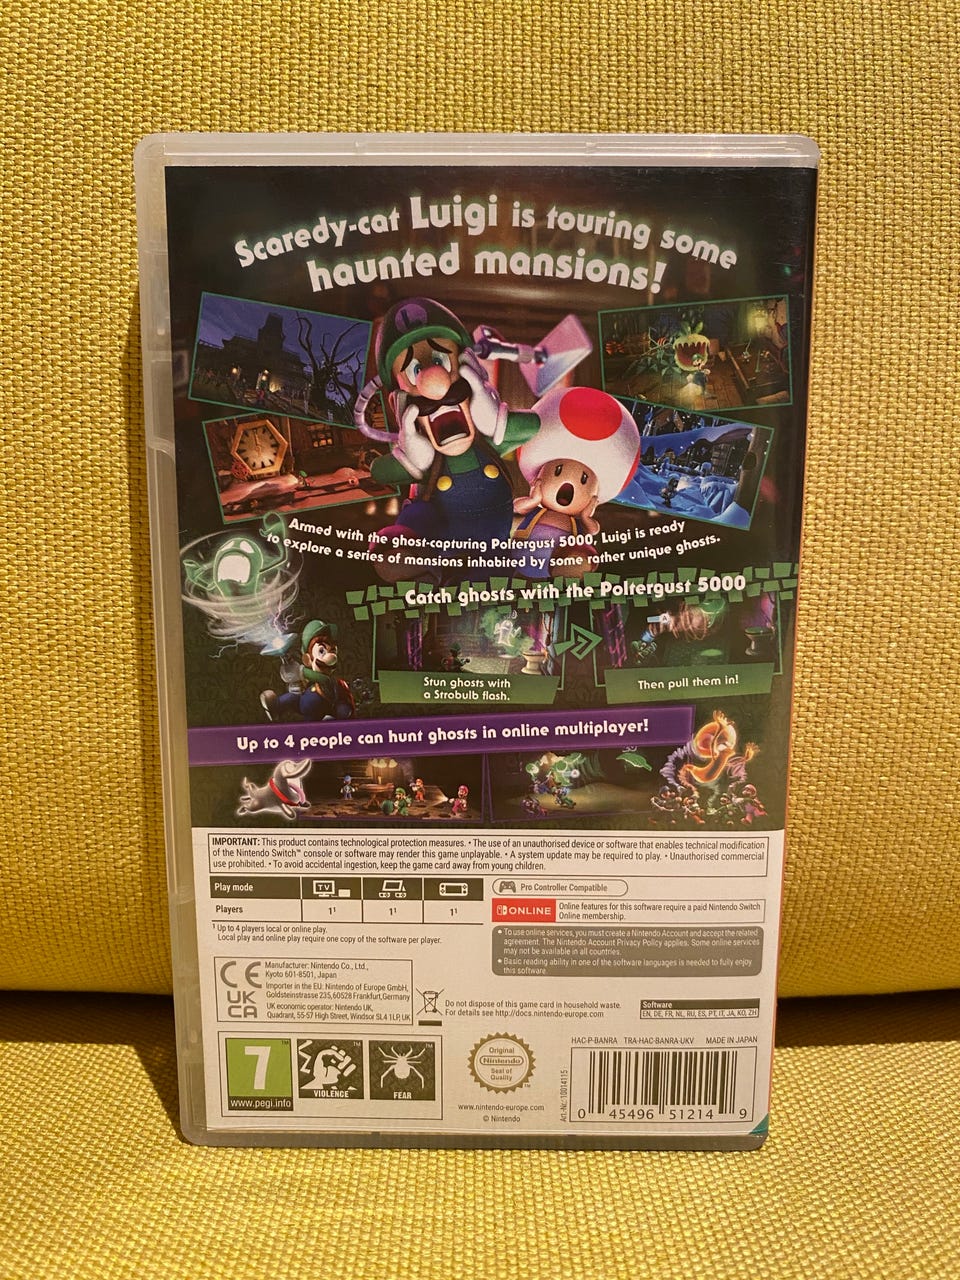 Scaredy-cat Luigi is touring some
haunted mansions!
Armed with the ghost-capturing Poltergust 5000, Luigi is ready
to explore a series of mansions inhabited by some rather unique ghosts.
Catch ghosts with the Poltergust 5000
A
Stun ghosts with
a Strobulb flash.
Then pull them in!
Up to 4 people can hunt ghosts in online multiplayer!
IMPORTANT: This product contains technological protection measures. • The use of an unauthorised device or software that enables technical modification
of the Nintendo Switch™ console or software may render this game unplayable. • A system update may be required to play. • Unauthorised commercial
use prohibited. • To avoid accidental ingestion, keep the game card away from young children.
Play mode
TV
Players
1¹
1¹
1¹
¹ Up to 4 players local or online play.
Local play and online play require one copy of the software per player.
Pro Controller Compatible
ONLINE
Online features for this software require a paid Nintendo Switch
Online membership.
• To use online services, you must create a Nintendo Account and accept the related
agreement. The Nintendo Account Privacy Policy applies. Some online services
may not be available in all countries.
• Basic reading ability in one of the software languages is needed to fully enjoy
this software.
CE
UK
CA
Manufacturer: Nintendo Co., Ltd.,
Kyoto 601-8501, Japan
Importer in the EU: Nintendo of Europe GmbH,
Goldsteinstrasse 235, 60528 Frankfurt, Germany
UK economic operator: Nintendo UK,
Quadrant, 55-57 High Street, Windsor SL4 1LP, UK
Do not dispose of this game card in household waste.
For details see http://docs.nintendo-europe.com
Software
EN, DE, FR, NL, RU, ES, PT, IT, JA, KO, ZH
7
™
www.pegi.info
™
VIOLENCE
™
FEAR
Original
Nintendo
Seal of
Quality
™
www.nintendo-europe.com
© Nintendo
HAC-P-BANRA TRA-HAC-BANRA-UKV MADE IN JAPAN
Art.-Nr.: 10014115
0 45496 51214 9